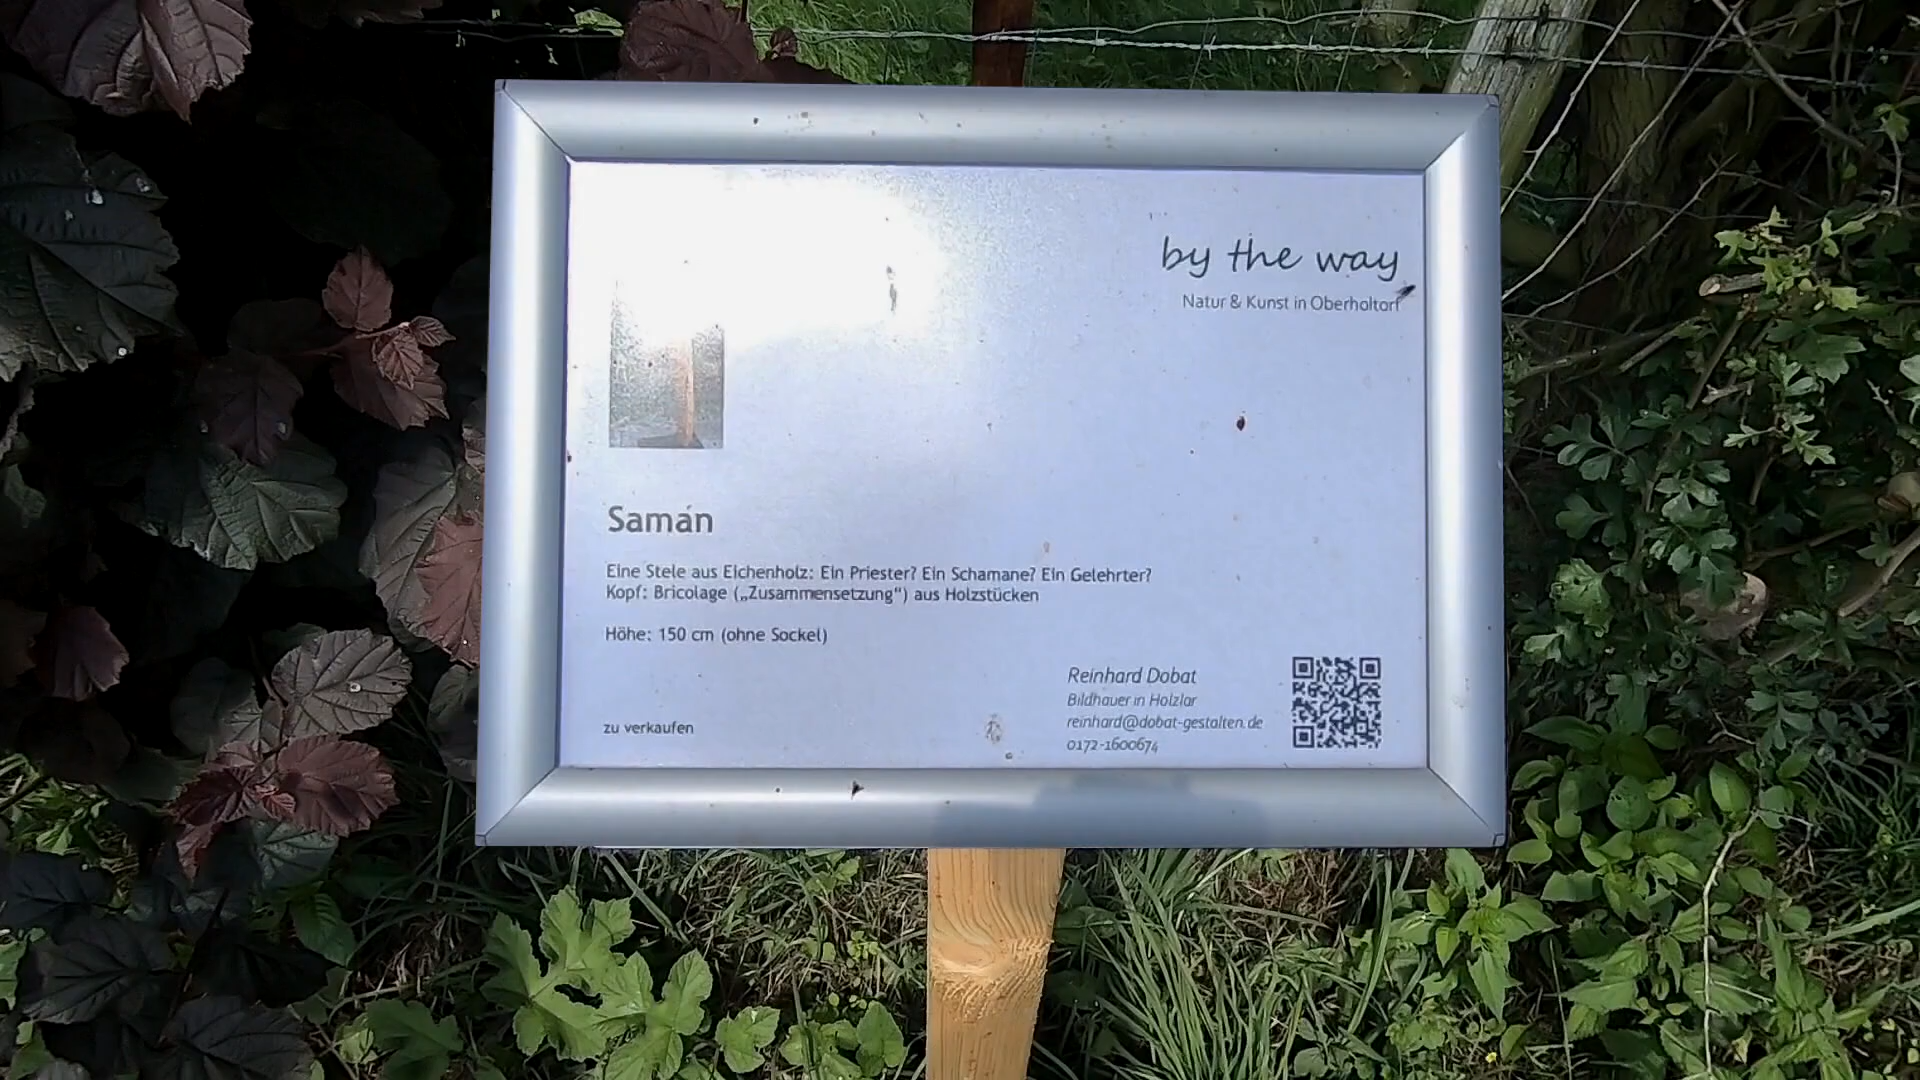 by the way
Natur & Kunst in Oberholtorf
Samán
Eine Stele aus Eichenholz: Ein Priester? Ein Schamane? Ein Gelehrter?
Kopf: Bricolage („Zusammensetzung“) aus Holzstücken
Höhe: 150 cm (ohne Sockel)
Reinhard Dobat
Bildhauer in Holzlar
reinhard@dobat-gestalten.de
0172-1600674
zu verkaufen